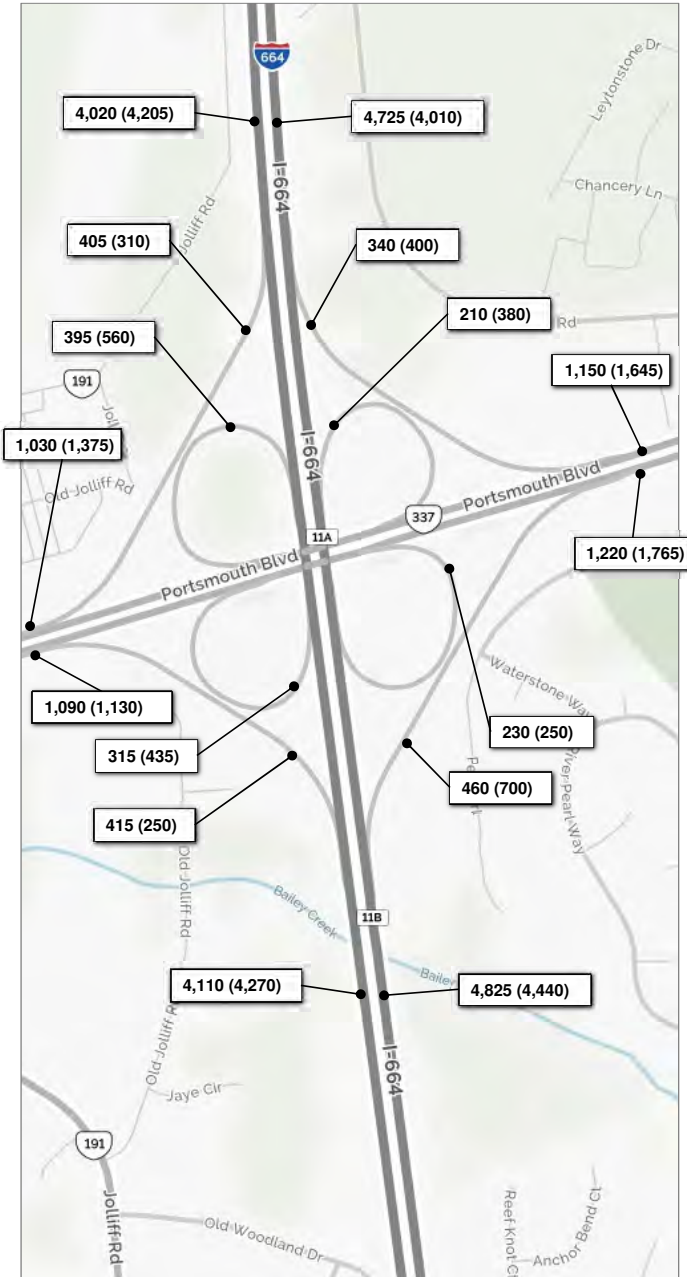 664
Leytonstone Dr
4,020 (4,205)
4,725 (4,010)
I-664
Chancery Ln
Jolliff Rd
405 (310)
340 (400)
210 (380)
Rd
395 (560)
1,150 (1,645)
191
1,030 (1,375)
I-664
Portsmouth Blvd
Old Jolliff Rd
337
11A
1,220 (1,765)
Portsmouth Blvd
Waterstone Way
1,090 (1,130)
230 (250)
315 (435)
460 (700)
River Pearl Way
415 (250)
Old Jolliff Rd
Bailey Creek
11B
4,110 (4,270)
Bailey
4,825 (4,440)
Old Jolliff R
I-664
Jaye Cir
191
Jolliff Rd
Old Woodland Dr
Reef Knot C
Anchor Bend Ct